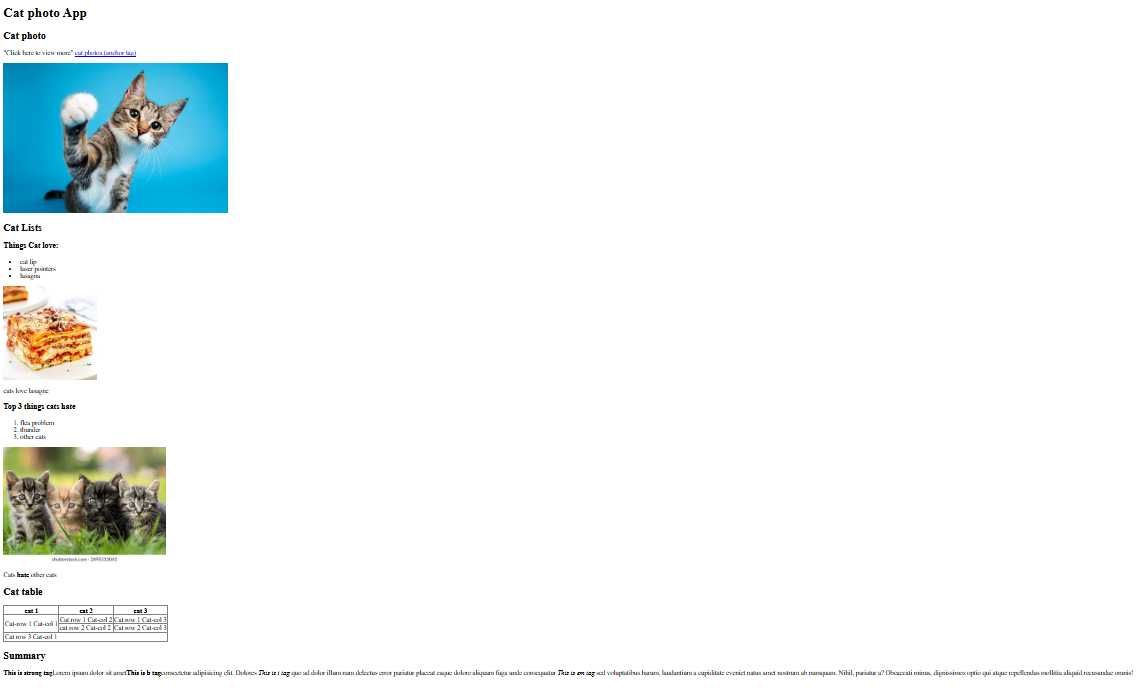 Cat photo App
Cat photo
"Click here to view more" cat photos (anchor tag)
Cat Lists
Things Cat love:
cat lip
laser pointers
lasagna
cats love lasagne
Top 3 things cats hate
1. flea problem
2. thunder
3. other cats
shutterstock.com · 2495113041
Cats hate other cats
Cat table
cat 1 cat 2 cat 3
Cat-row 1 Cat-col 1 Cat row 1 Cat-col 2 Cat row 1 Cat-col 3
cat row 2 Cat-col 2 Cat row 2 Cat-col 3
Cat row 3 Cat-col 1
Summary
This is strong tagLorem ipsum dolor sit ametThis is b tagconsectetur adipisicing elit. Dolores This is i tag quo ad dolor illum nam delectus error pariatur placeat eaque dolore aliquam fuga unde consequatur This is em tag sed voluptatibus harum, laudantium a cupiditate eveniet natus amet nostrum ab numquam. Nihil, pariatur a? Obcaecati minus, dignissimos optio qui atque repellendus mollitia aliquid recusandae omnis!